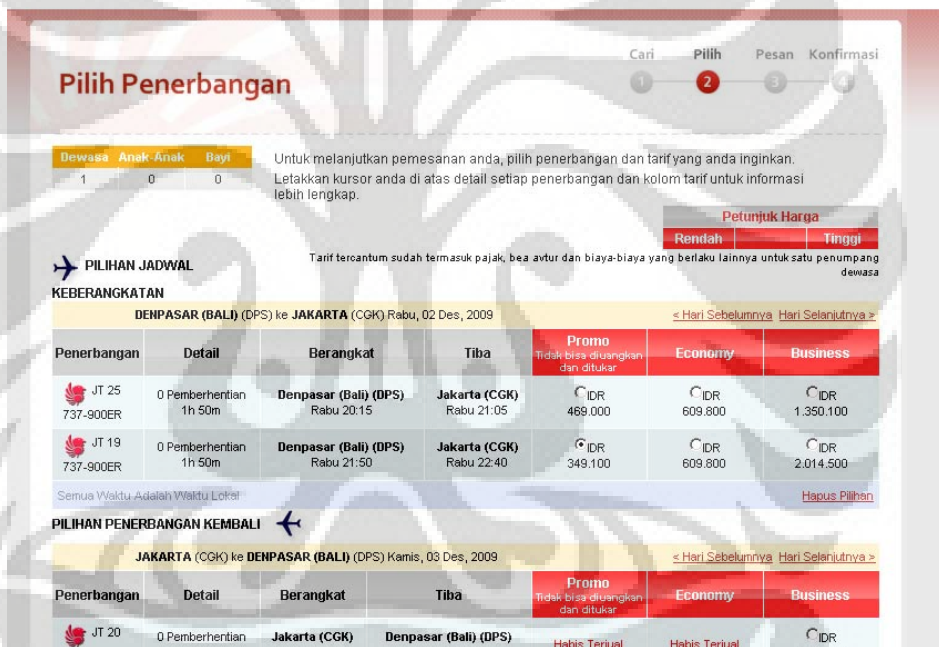 Cari Pilih Pesan Konfirmasi
Pilih Penerbangan
1 2 3 4
Dewasa Anak-Anak Bayi
1 0 0
Untuk melanjutkan pemesanan anda, pilih penerbangan dan tarif yang anda inginkan.
Letakkan kursor anda di atas detail setiap penerbangan dan kolom tarif untuk informasi
lebih lengkap.
Petunjuk Harga
Rendah Tinggi
Tarif tercantum sudah termasuk pajak, bea avtur dan biaya-biaya yang berlaku lainnya untuk satu penumpang
dewasa
PILIHAN JADWAL
KEBERANGKATAN
DENPASAR (BALI) (DPS) ke JAKARTA (CGK) Rabu, 02 Des, 2009 < Hari Sebelumnya Hari Selanjutnya >
Penerbangan Detail Berangkat Tiba Promo Economy Business
Tidak bisa diuangkan
dan ditukar
JT 25 0 Pemberhentian Denpasar (Bali) (DPS) Jakarta (CGK) IDR IDR IDR
737-900ER 1h 50m Rabu 20:15 Rabu 21:05 469.000 609.800 1.350.100
JT 19 0 Pemberhentian Denpasar (Bali) (DPS) Jakarta (CGK) IDR IDR IDR
737-900ER 1h 50m Rabu 21:50 Rabu 22:40 349.100 609.800 2.014.500
Semua Waktu Adalah Waktu Lokal Hapus Pilihan
PILIHAN PENERBANGAN KEMBALI
JAKARTA (CGK) ke DENPASAR (BALI) (DPS) Kamis, 03 Des, 2009 < Hari Sebelumnya Hari Selanjutnya >
Penerbangan Detail Berangkat Tiba Promo Economy Business
Tidak bisa diuangkan
dan ditukar
JT 20 0 Pemberhentian Jakarta (CGK) Denpasar (Bali) (DPS) Habis Terjual Habis Terjual IDR